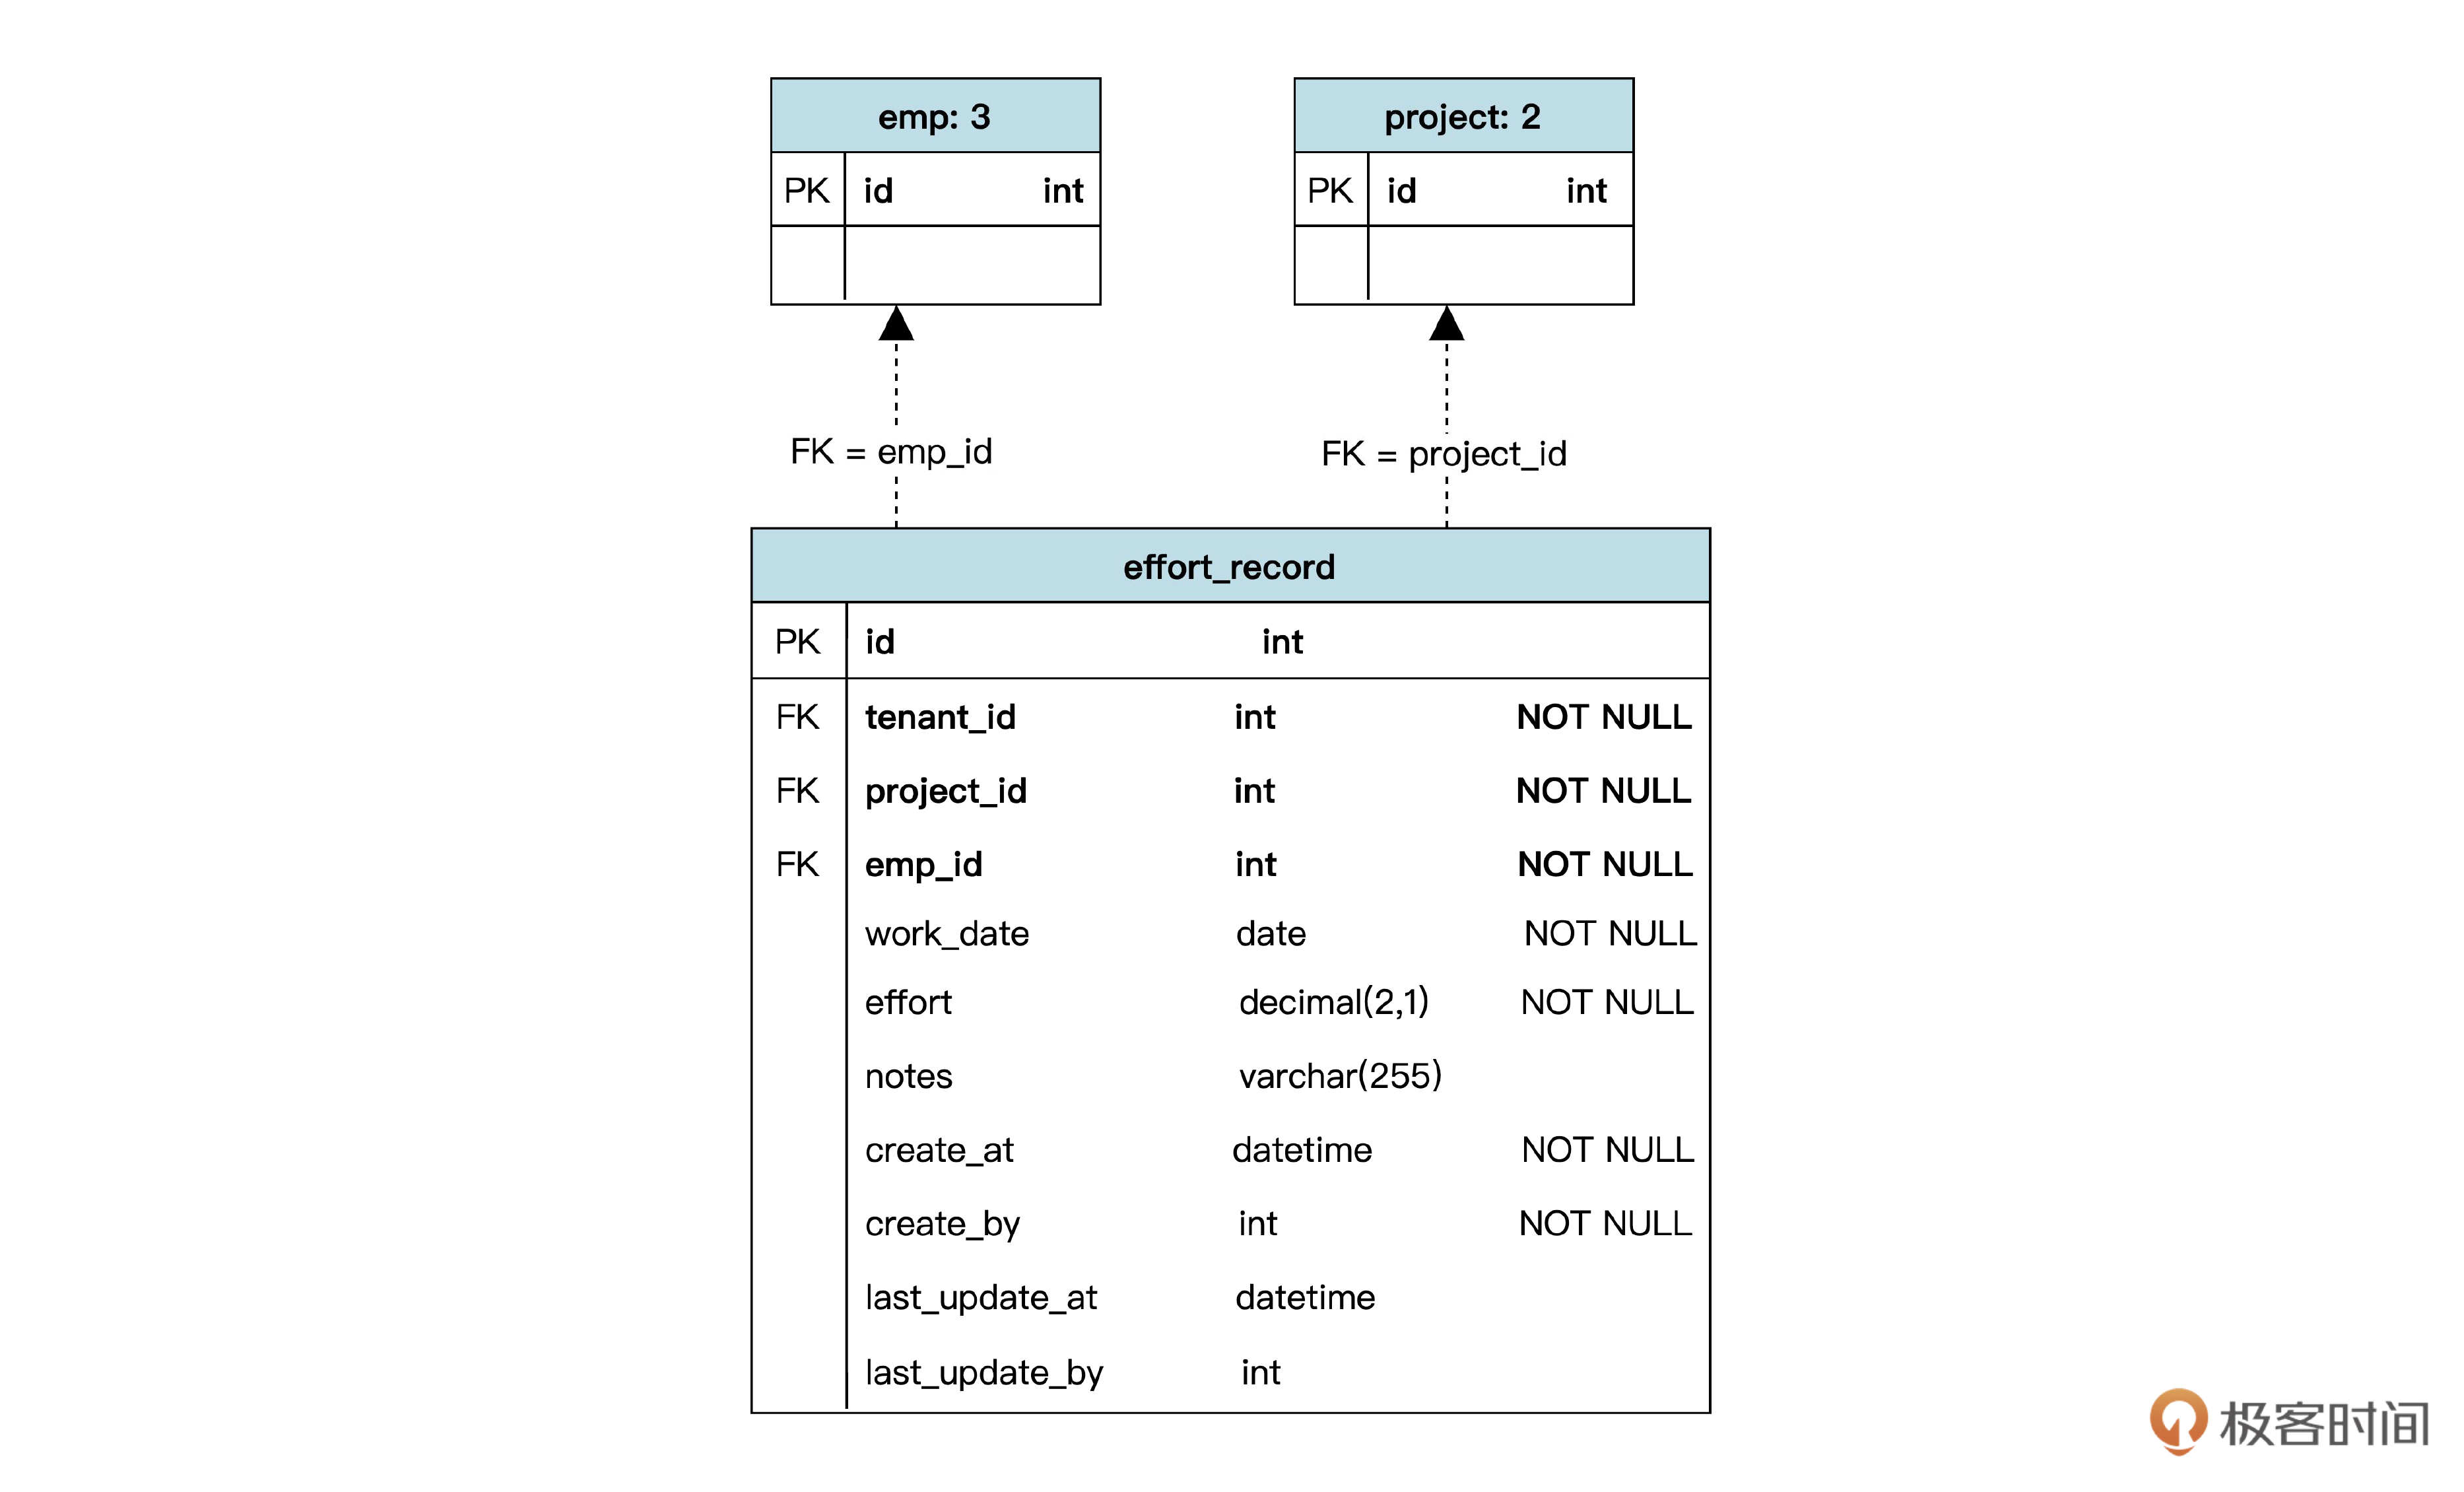 emp: 3
PK id int
project: 2
PK id int
FK = emp_id
FK = project_id
effort_record
PK id int
FK tenant_id int NOT NULL
FK project_id int NOT NULL
FK emp_id int NOT NULL
work_date date NOT NULL
effort decimal(2,1) NOT NULL
notes varchar(255)
create_at datetime NOT NULL
create_by int NOT NULL
last_update_at datetime
last_update_by int
极客时间